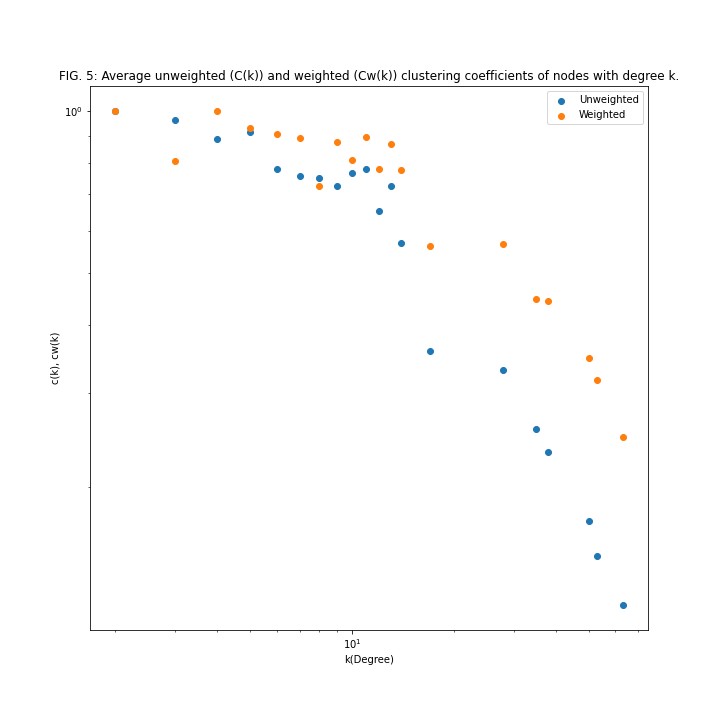 FIG. 5: Average unweighted (C(k)) and weighted (Cw(k)) clustering coefficients of nodes with degree k.
Unweighted
Weighted
10⁰
c(k), cw(k)
10¹
k(Degree)